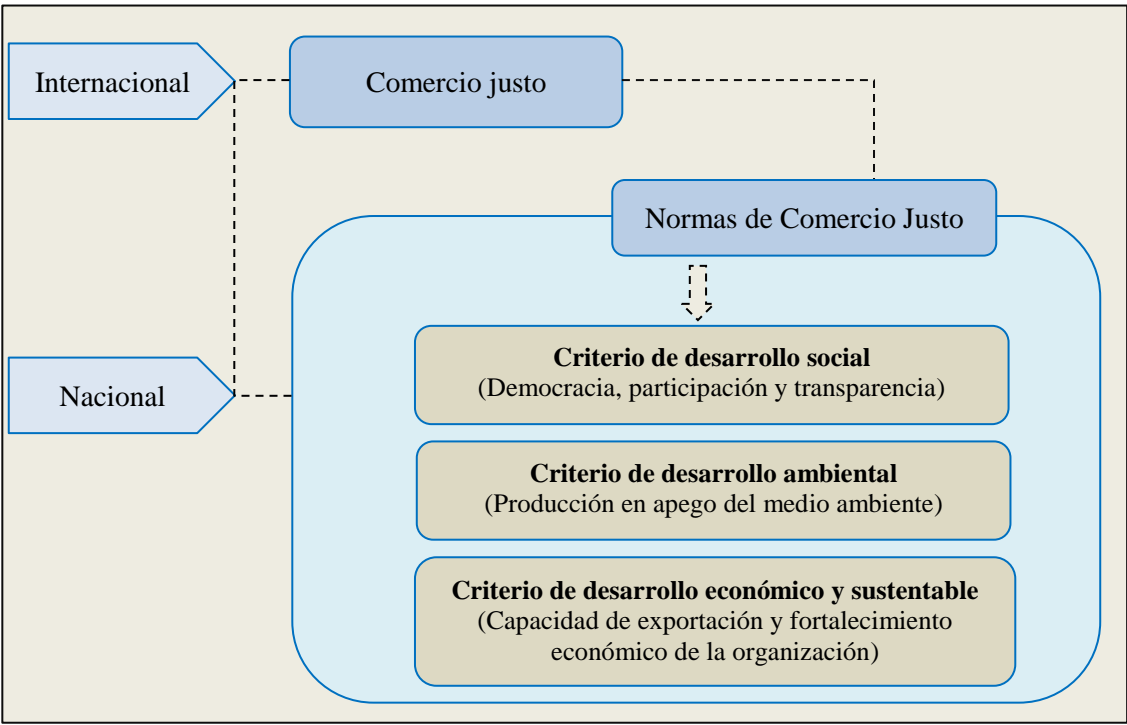 Internacional
Comercio justo
Normas de Comercio Justo
Nacional
Criterio de desarrollo social
(Democracia, participación y transparencia)
Criterio de desarrollo ambiental
(Producción en apego del medio ambiente)
Criterio de desarrollo económico y sustentable
(Capacidad de exportación y fortalecimiento
económico de la organización)